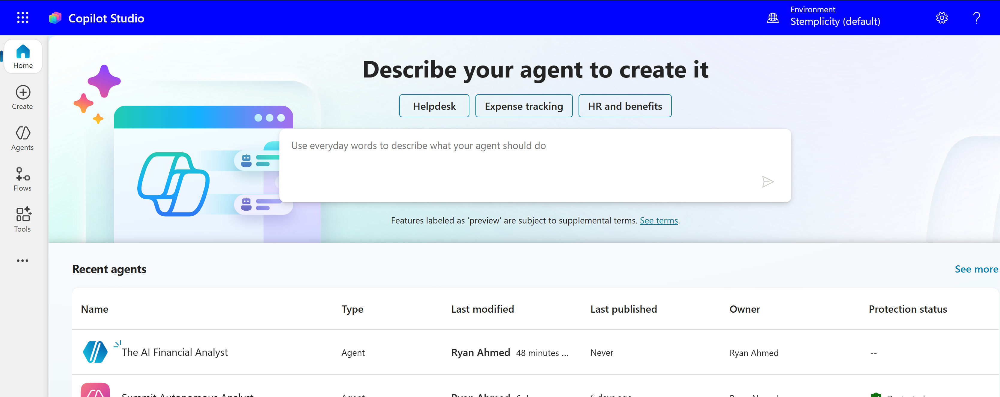 Copilot Studio
Environment
Stemplicity (default)
?
Home
Create
Agents
Flows
Tools
Describe your agent to create it
Helpdesk
Expense tracking
HR and benefits
Use everyday words to describe what your agent should do
Features labeled as 'preview' are subject to supplemental terms. See terms.
Recent agents
See more
Name Type Last modified Last published Owner Protection status
The AI Financial Analyst Agent Ryan Ahmed 48 minutes ... Never Ryan Ahmed --
Summit Autonomous Analyst Agent Ryan Ahmed 6 days ago Ryan Ahmed Protected